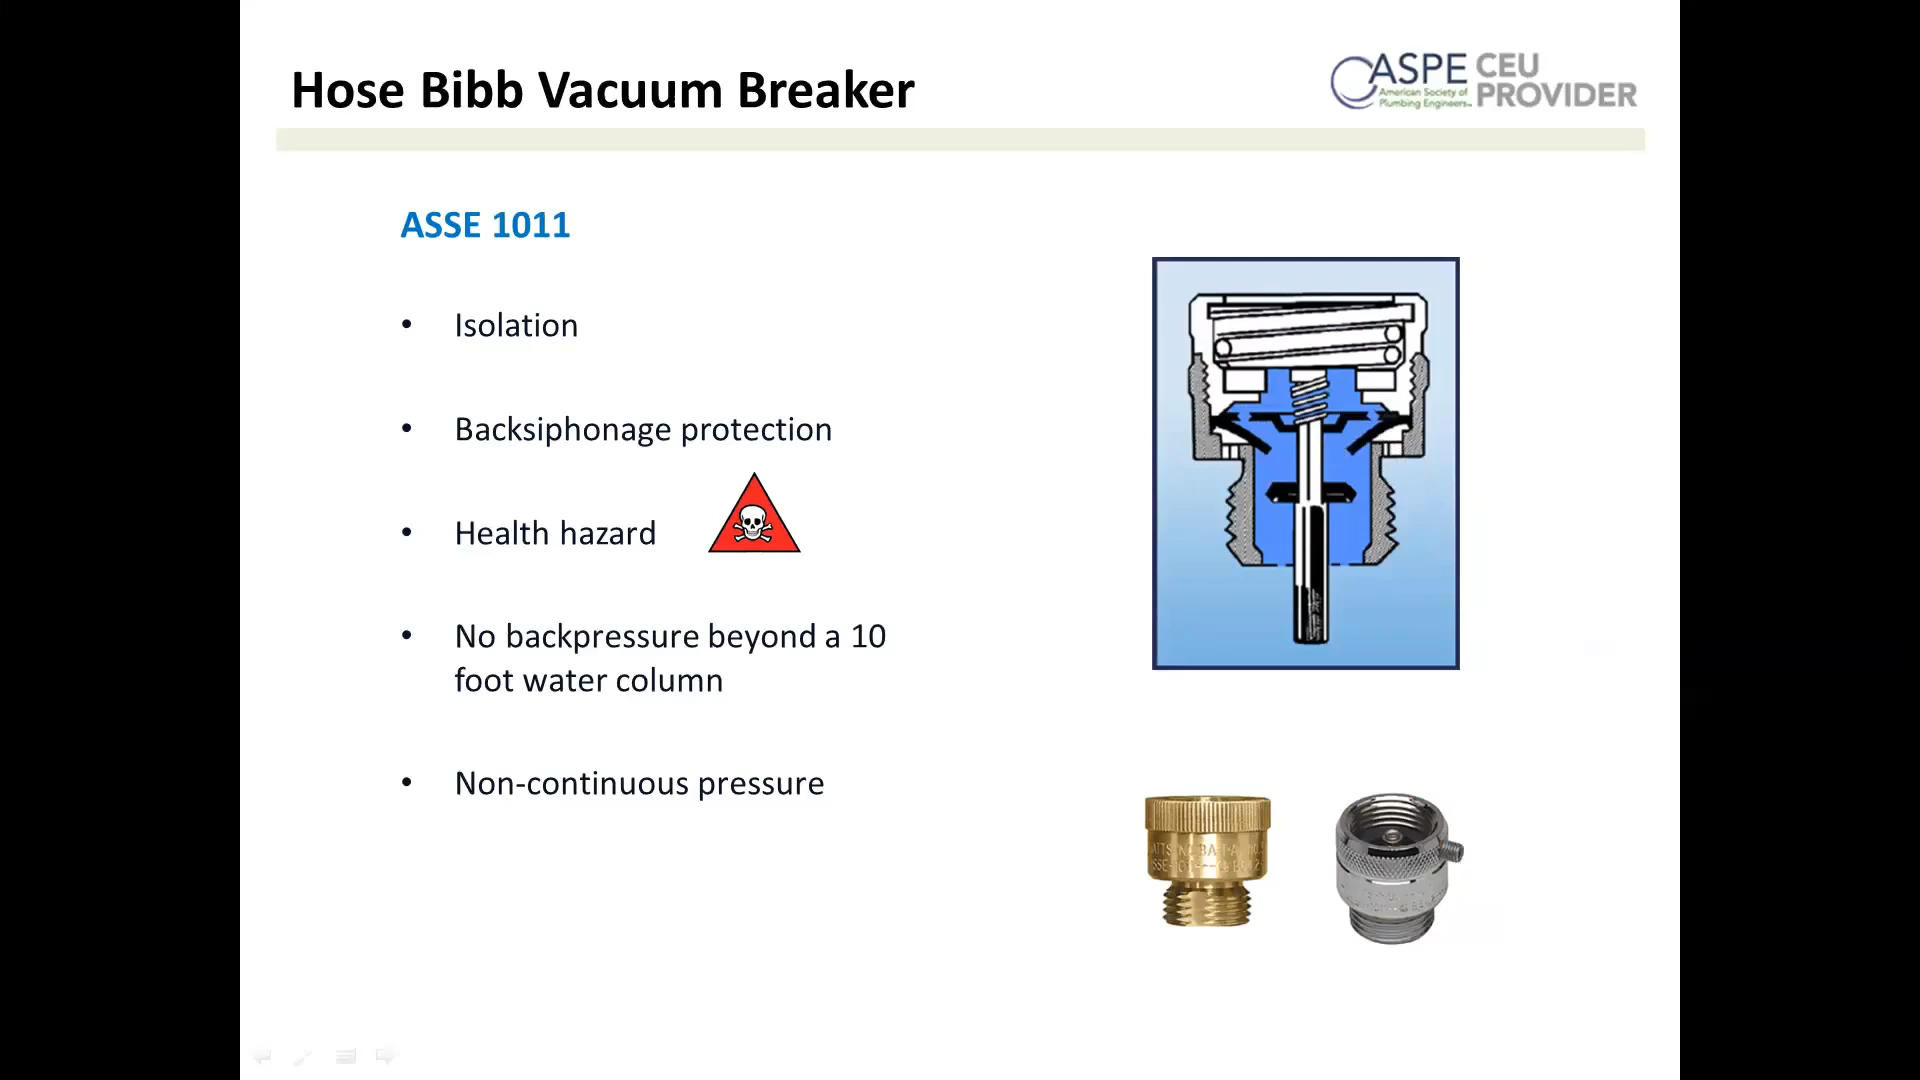 Hose Bibb Vacuum Breaker
ASPE CEU
American Society of
Plumbing Engineers PROVIDER
ASSE 1011
• Isolation
• Backsiphonage protection
• Health hazard
• No backpressure beyond a 10
foot water column
• Non-continuous pressure